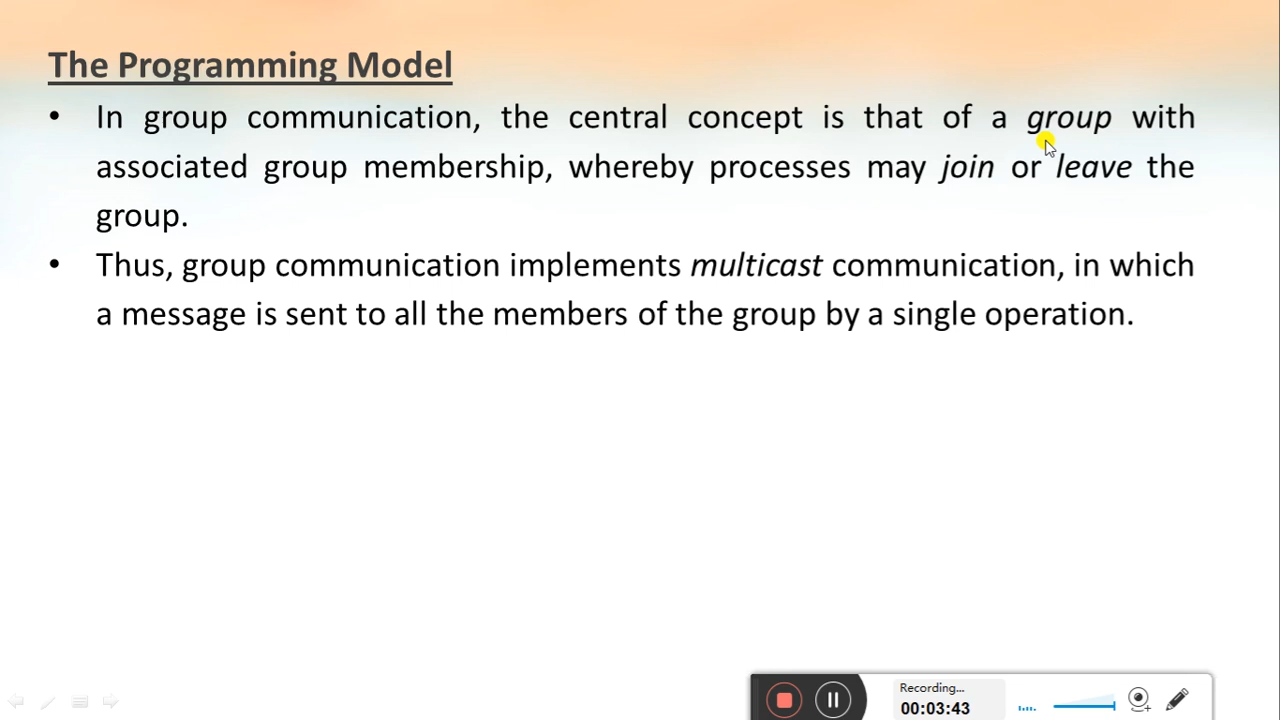 The Programming Model
• In group communication, the central concept is that of a group with
associated group membership, whereby processes may join or leave the
group.
• Thus, group communication implements multicast communication, in which
a message is sent to all the members of the group by a single operation.
Recording...
00:03:43